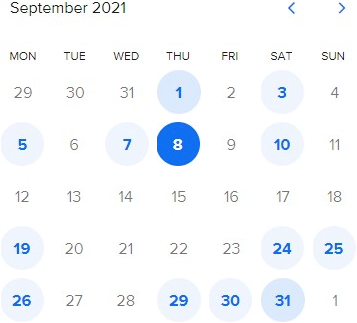 September 2021
MON TUE WED THU FRI SAT SUN
29 30 31 1 2 3 4
5 6 7 8 9 10 11
12 13 14 15 16 17 18
19 20 21 22 23 24 25
26 27 28 29 30 31 1